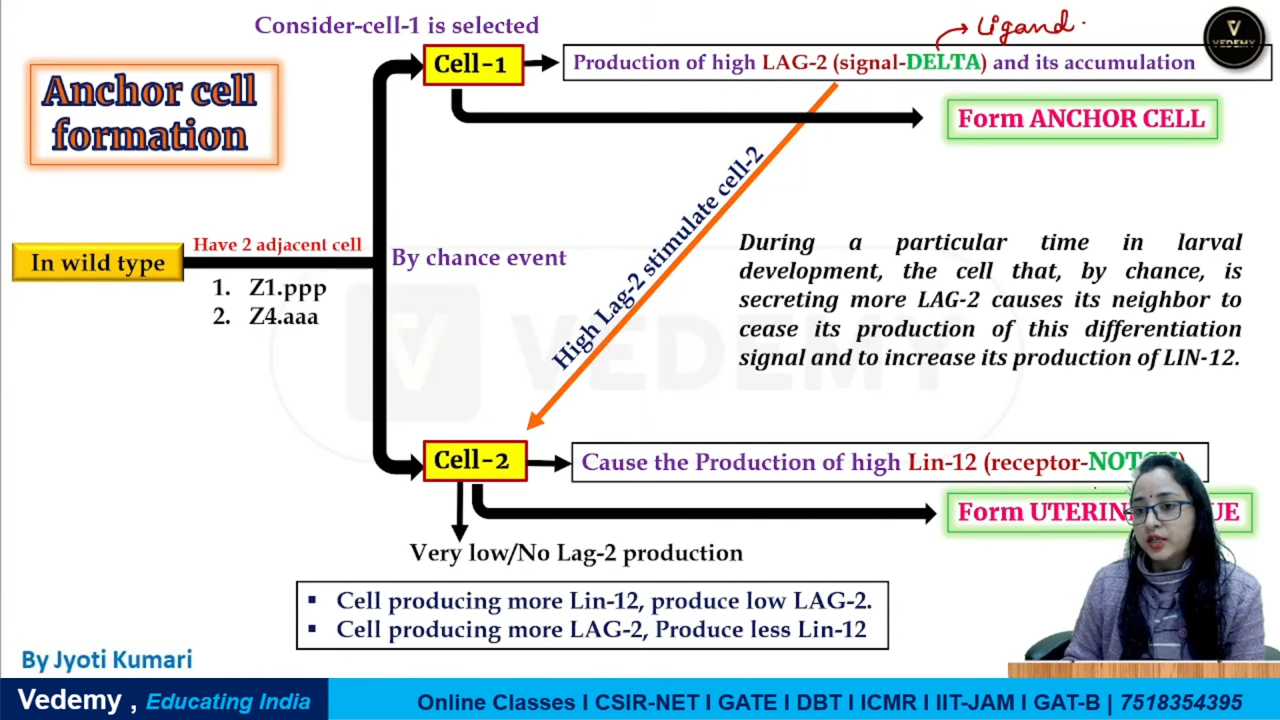 Consider-cell-1 is selected
Ligand.
Cell-1
Production of high LAG-2 (signal-DELTA) and its accumulation
VEDEMY
Anchor cell
formation
Form ANCHOR CELL
High Lag-2 stimulate cell-2
Have 2 adjacent cell
In wild type
By chance event
1. Z1.ppp
2. Z4.aaa
During a particular time in larval
development, the cell that, by chance, is
secreting more LAG-2 causes its neighbor to
cease its production of this differentiation
signal and to increase its production of LIN-12.
VEDEMY
Cell-2
Cause the Production of high Lin-12 (receptor-
Form
Very low/No Lag-2 production
▪ Cell producing more Lin-12, produce low LAG-2.
▪ Cell producing more LAG-2, Produce less Lin-12
By Jyoti Kumari
Vedemy , Educating India
Online Classes I CSIR-NET I GATE I DBT I ICMR I IIT-JAM I GAT-B | 7518354395